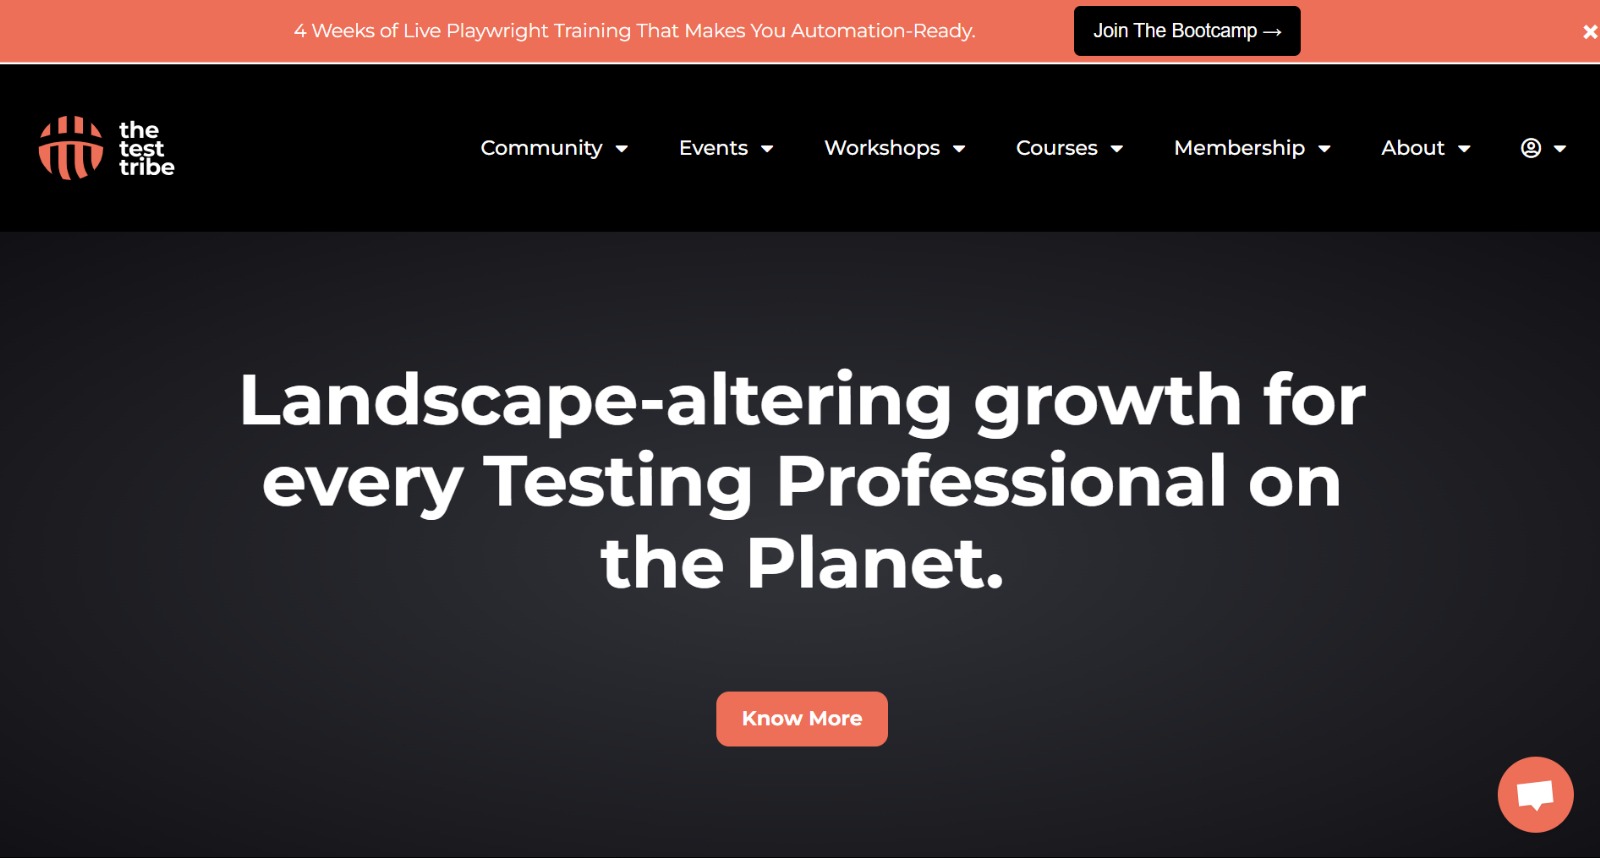 4 Weeks of Live Playwright Training That Makes You Automation-Ready.
Join The Bootcamp →
the
test
tribe
Community
Events
Workshops
Courses
Membership
About
Landscape-altering growth for
every Testing Professional on
the Planet.
Know More